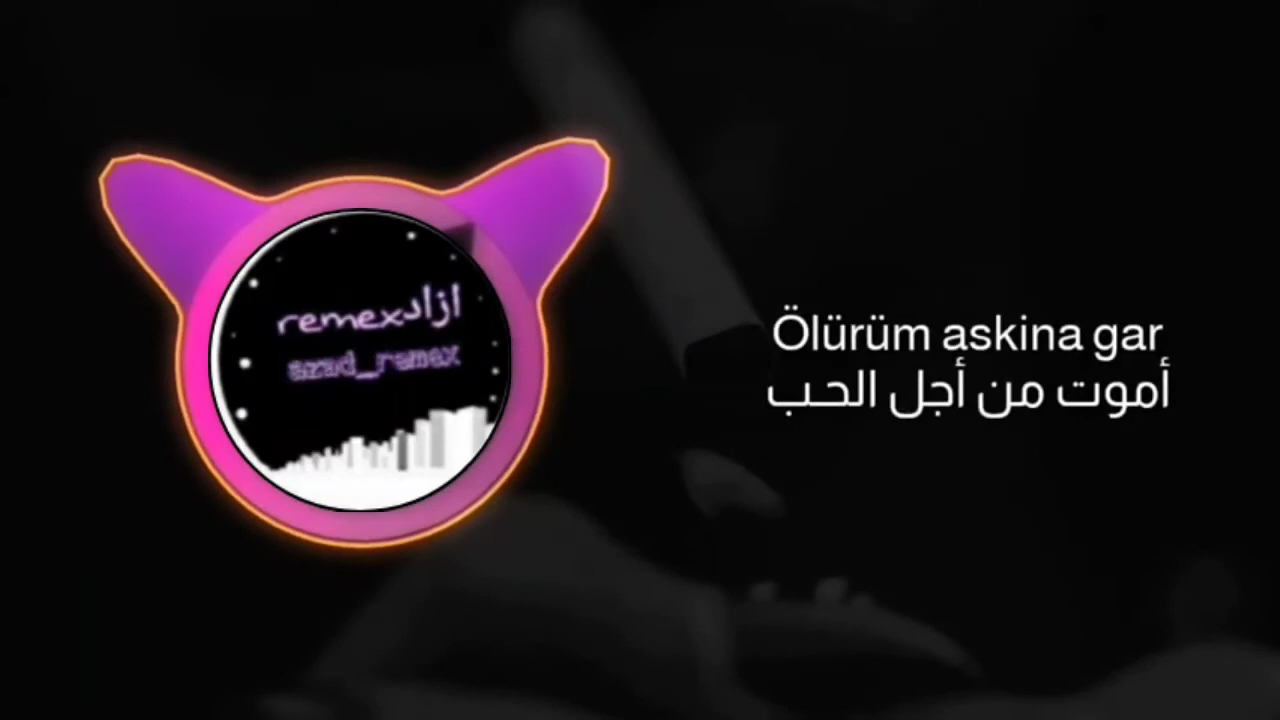 remexازاد
azad_remex
Ölürüm askina gar
أموت من أجل الحب